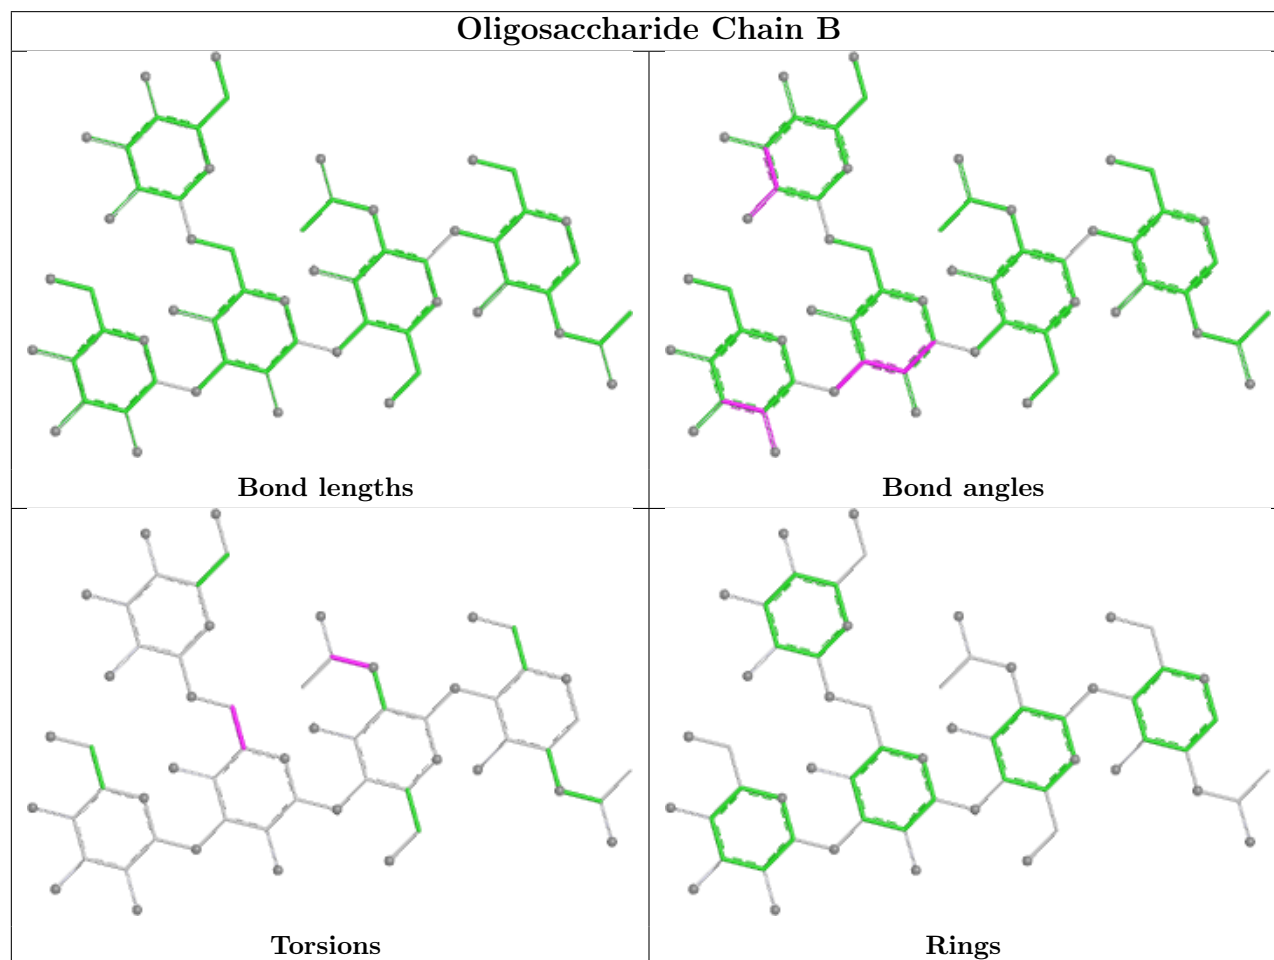 Oligosaccharide Chain B
Bond lengths
Bond angles
Torsions
Rings